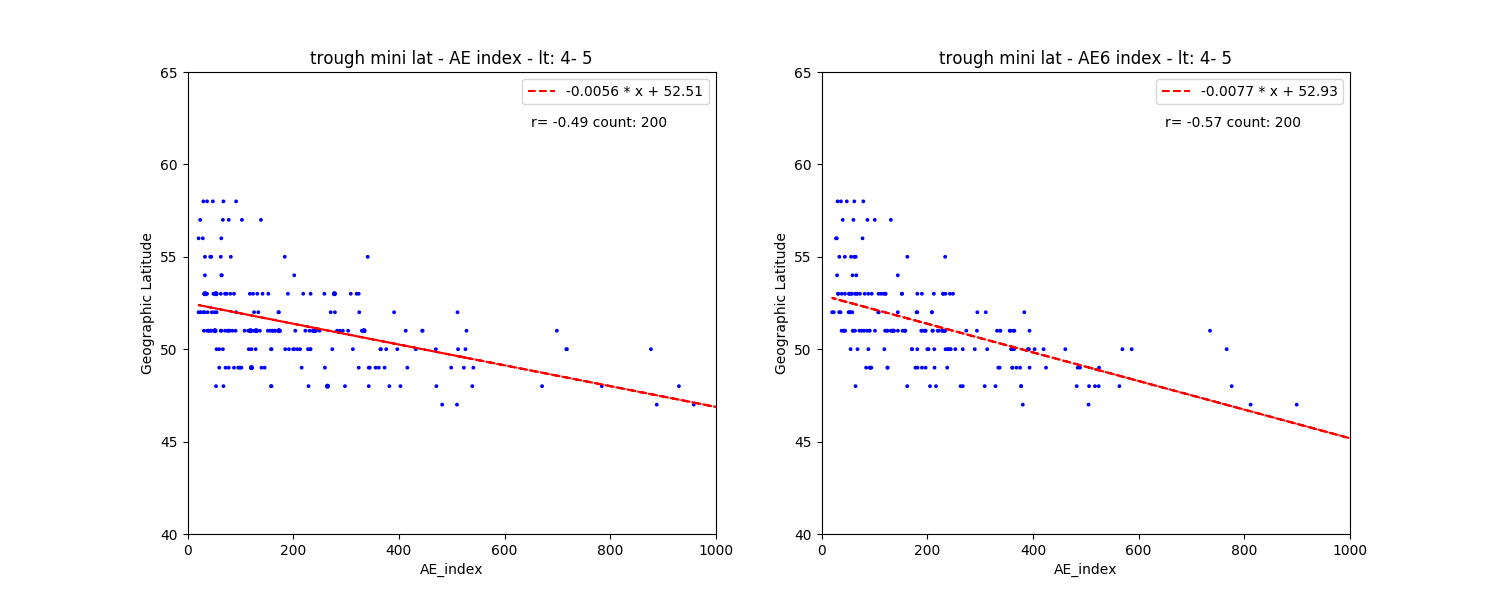 trough mini lat - AE index - lt: 4- 5
-0.0056 * x + 52.51
r= -0.49 count: 200
65
60
55
50
45
40
Geographic Latitude
0 200 400 600 800 1000
AE_index
trough mini lat - AE6 index - lt: 4- 5
-0.0077 * x + 52.93
r= -0.57 count: 200
65
60
55
50
45
40
Geographic Latitude
0 200 400 600 800 1000
AE_index